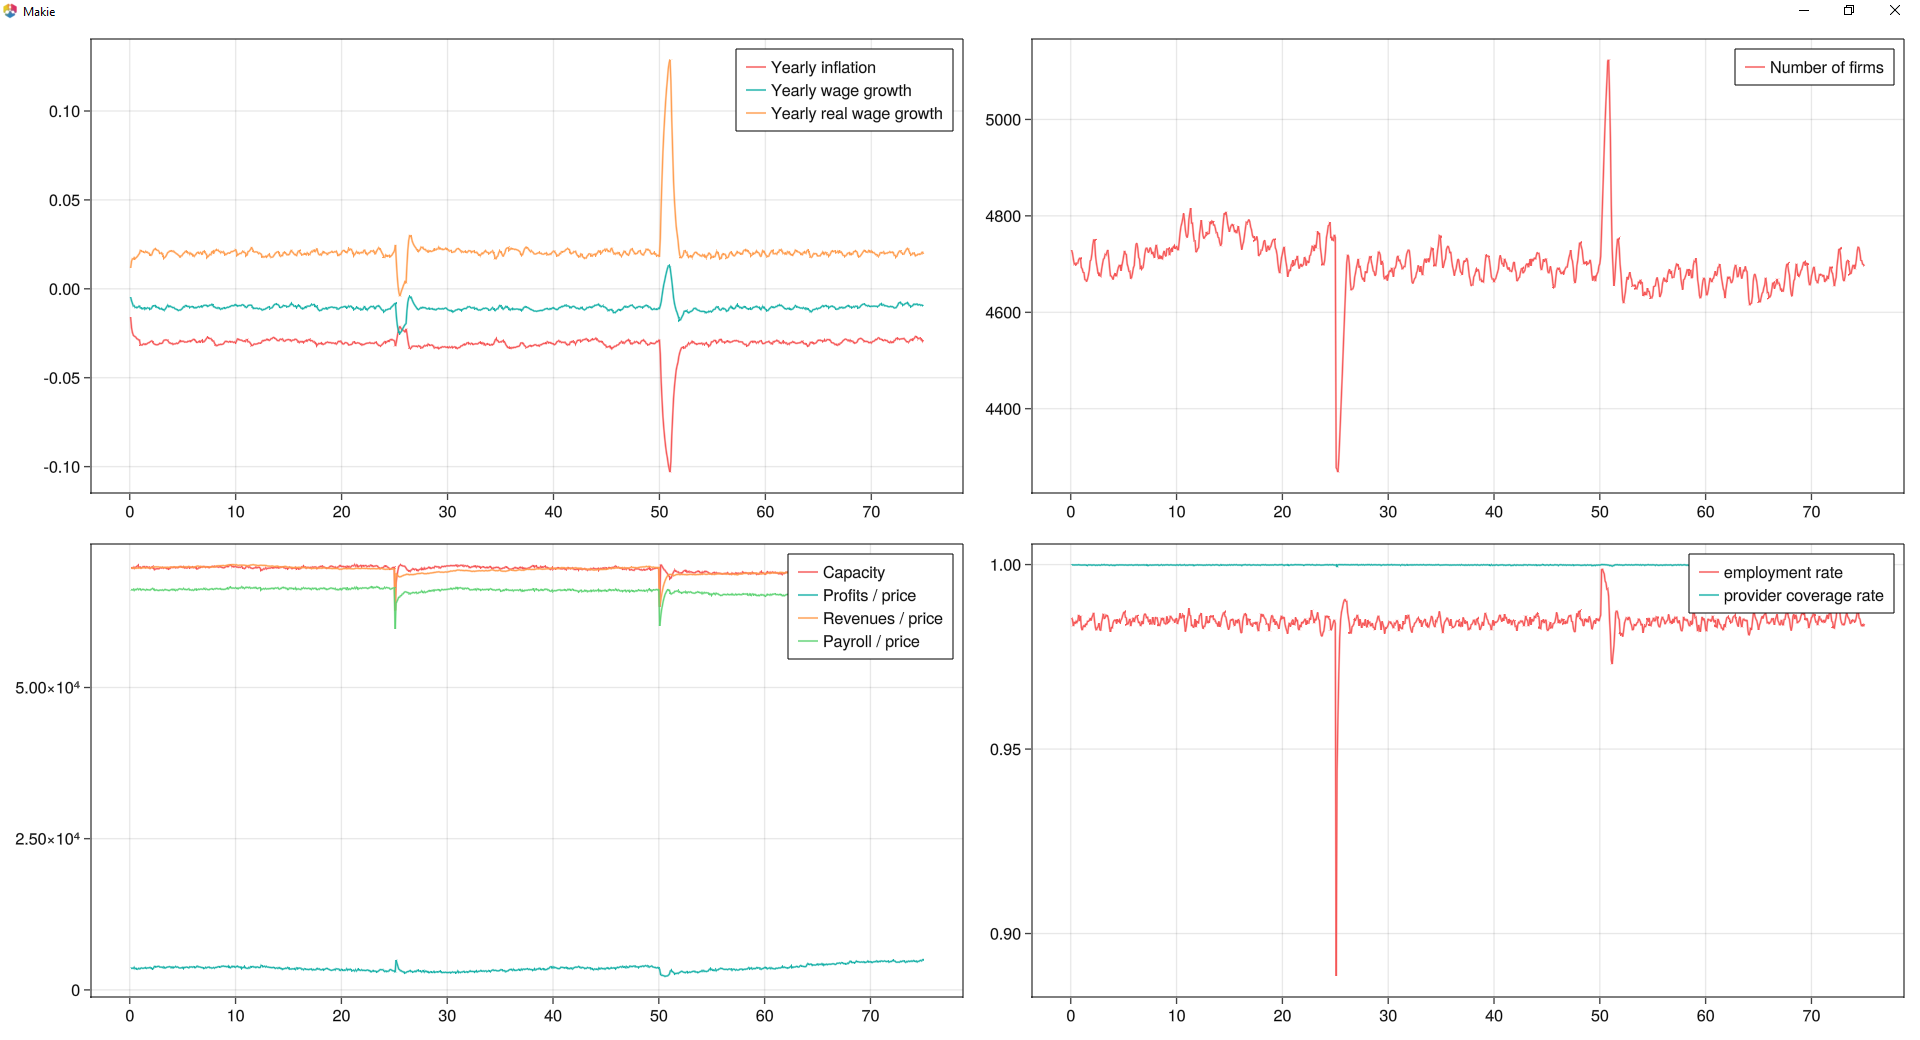 Makie
Yearly inflation
Yearly wage growth
Yearly real wage growth
0.10
0.05
0.00
-0.05
-0.10
0 10 20 30 40 50 60 70
Number of firms
5000
4800
4600
4400
0 10 20 30 40 50 60 70
Capacity
Profits / price
Revenues / price
Payroll / price
5.00×10⁴
2.50×10⁴
0
0 10 20 30 40 50 60 70
employment rate
provider coverage rate
1.00
0.95
0.90
0 10 20 30 40 50 60 70